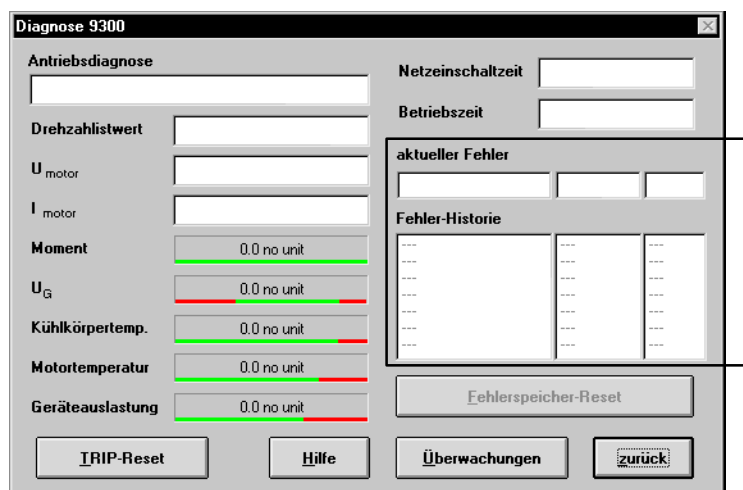 Diagnose 9300
Antriebsdiagnose
Netzeinschaltzeit
Betriebszeit
Drehzahlistwert
U motor
I motor
Moment 0.0 no unit
UG 0.0 no unit
Kühlkörpertemp. 0.0 no unit
Motortemperatur 0.0 no unit
Geräteauslastung 0.0 no unit
aktueller Fehler
Fehler-Historie
--- --- ---
--- --- ---
--- --- ---
--- --- ---
--- --- ---
--- --- ---
--- --- ---
Fehlerspeicher-Reset
TRIP-Reset Hilfe Überwachungen zurück